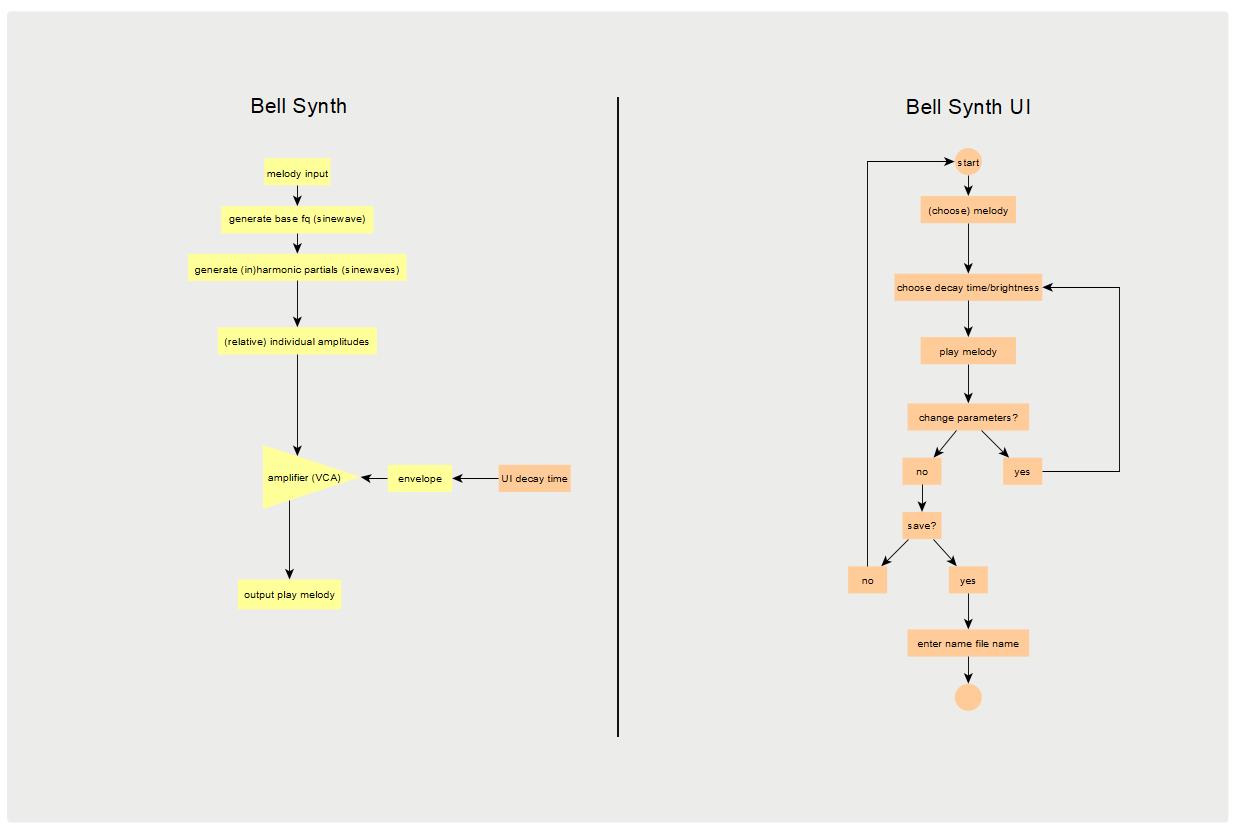 Bell Synth
melody input
generate base fq (sinewave)
generate (in)harmonic partials (sinewaves)
(relative) individual amplitudes
amplifier (VCA)
envelope
UI decay time
output play melody
Bell Synth UI
start
(choose) melody
choose decay time/brightness
play melody
change parameters?
no
yes
save?
no
yes
enter name file name